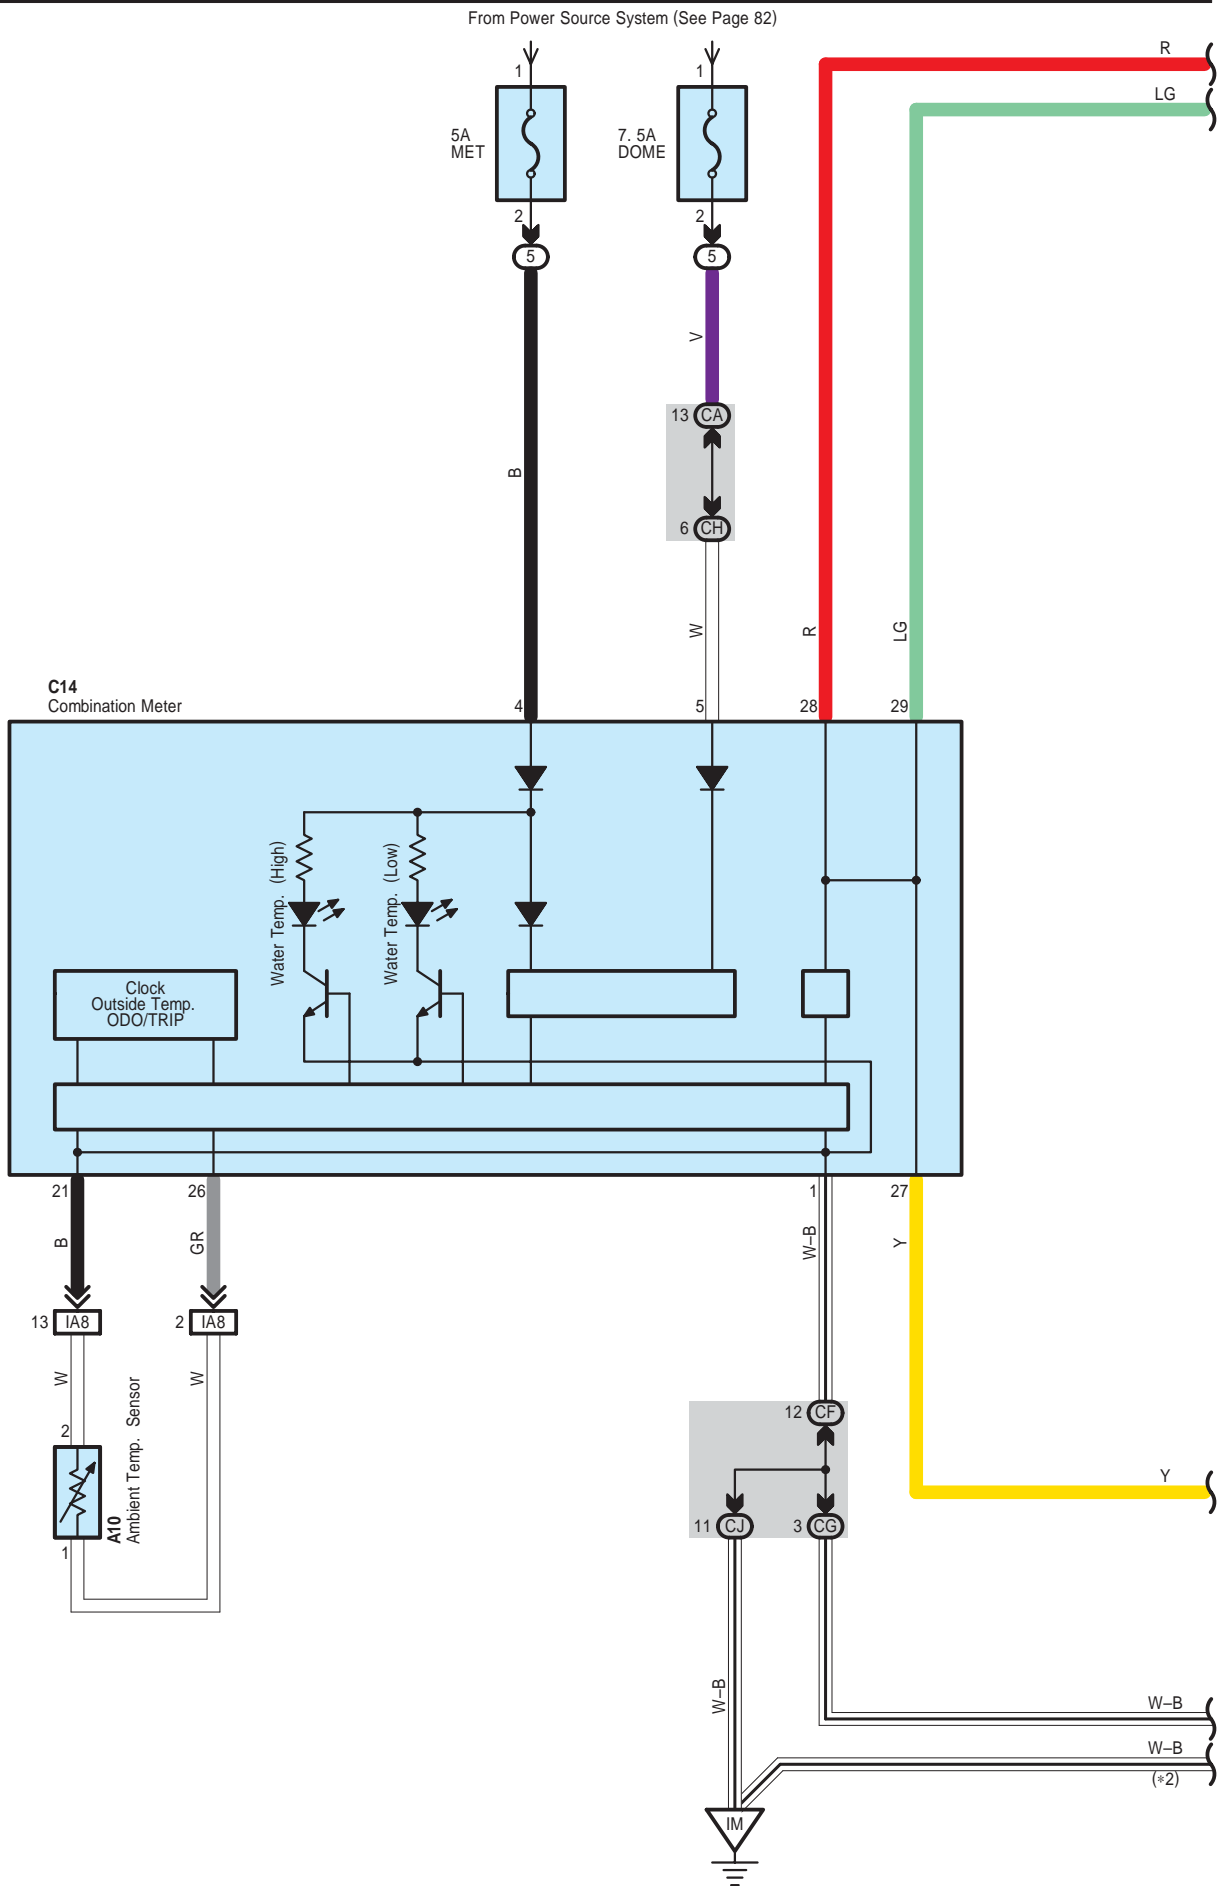 From Power Source System (See Page 82)
R
LG
1
1
5A
MET
7. 5A
DOME
2
2
5
5
V
13 CA
B
6 CH
W
R
LG
C14
Combination Meter
4
5
28
29
Water Temp. (High)
Water Temp. (Low)
Clock
Outside Temp.
ODO/TRIP
21
26
1
27
B
GR
W–B
Y
13 IA8
2 IA8
W
W
2
A10
Ambient Temp. Sensor
1
12 CF
Y
11 CJ
3 CG
W–B
W–B
W–B
(*2)
IM